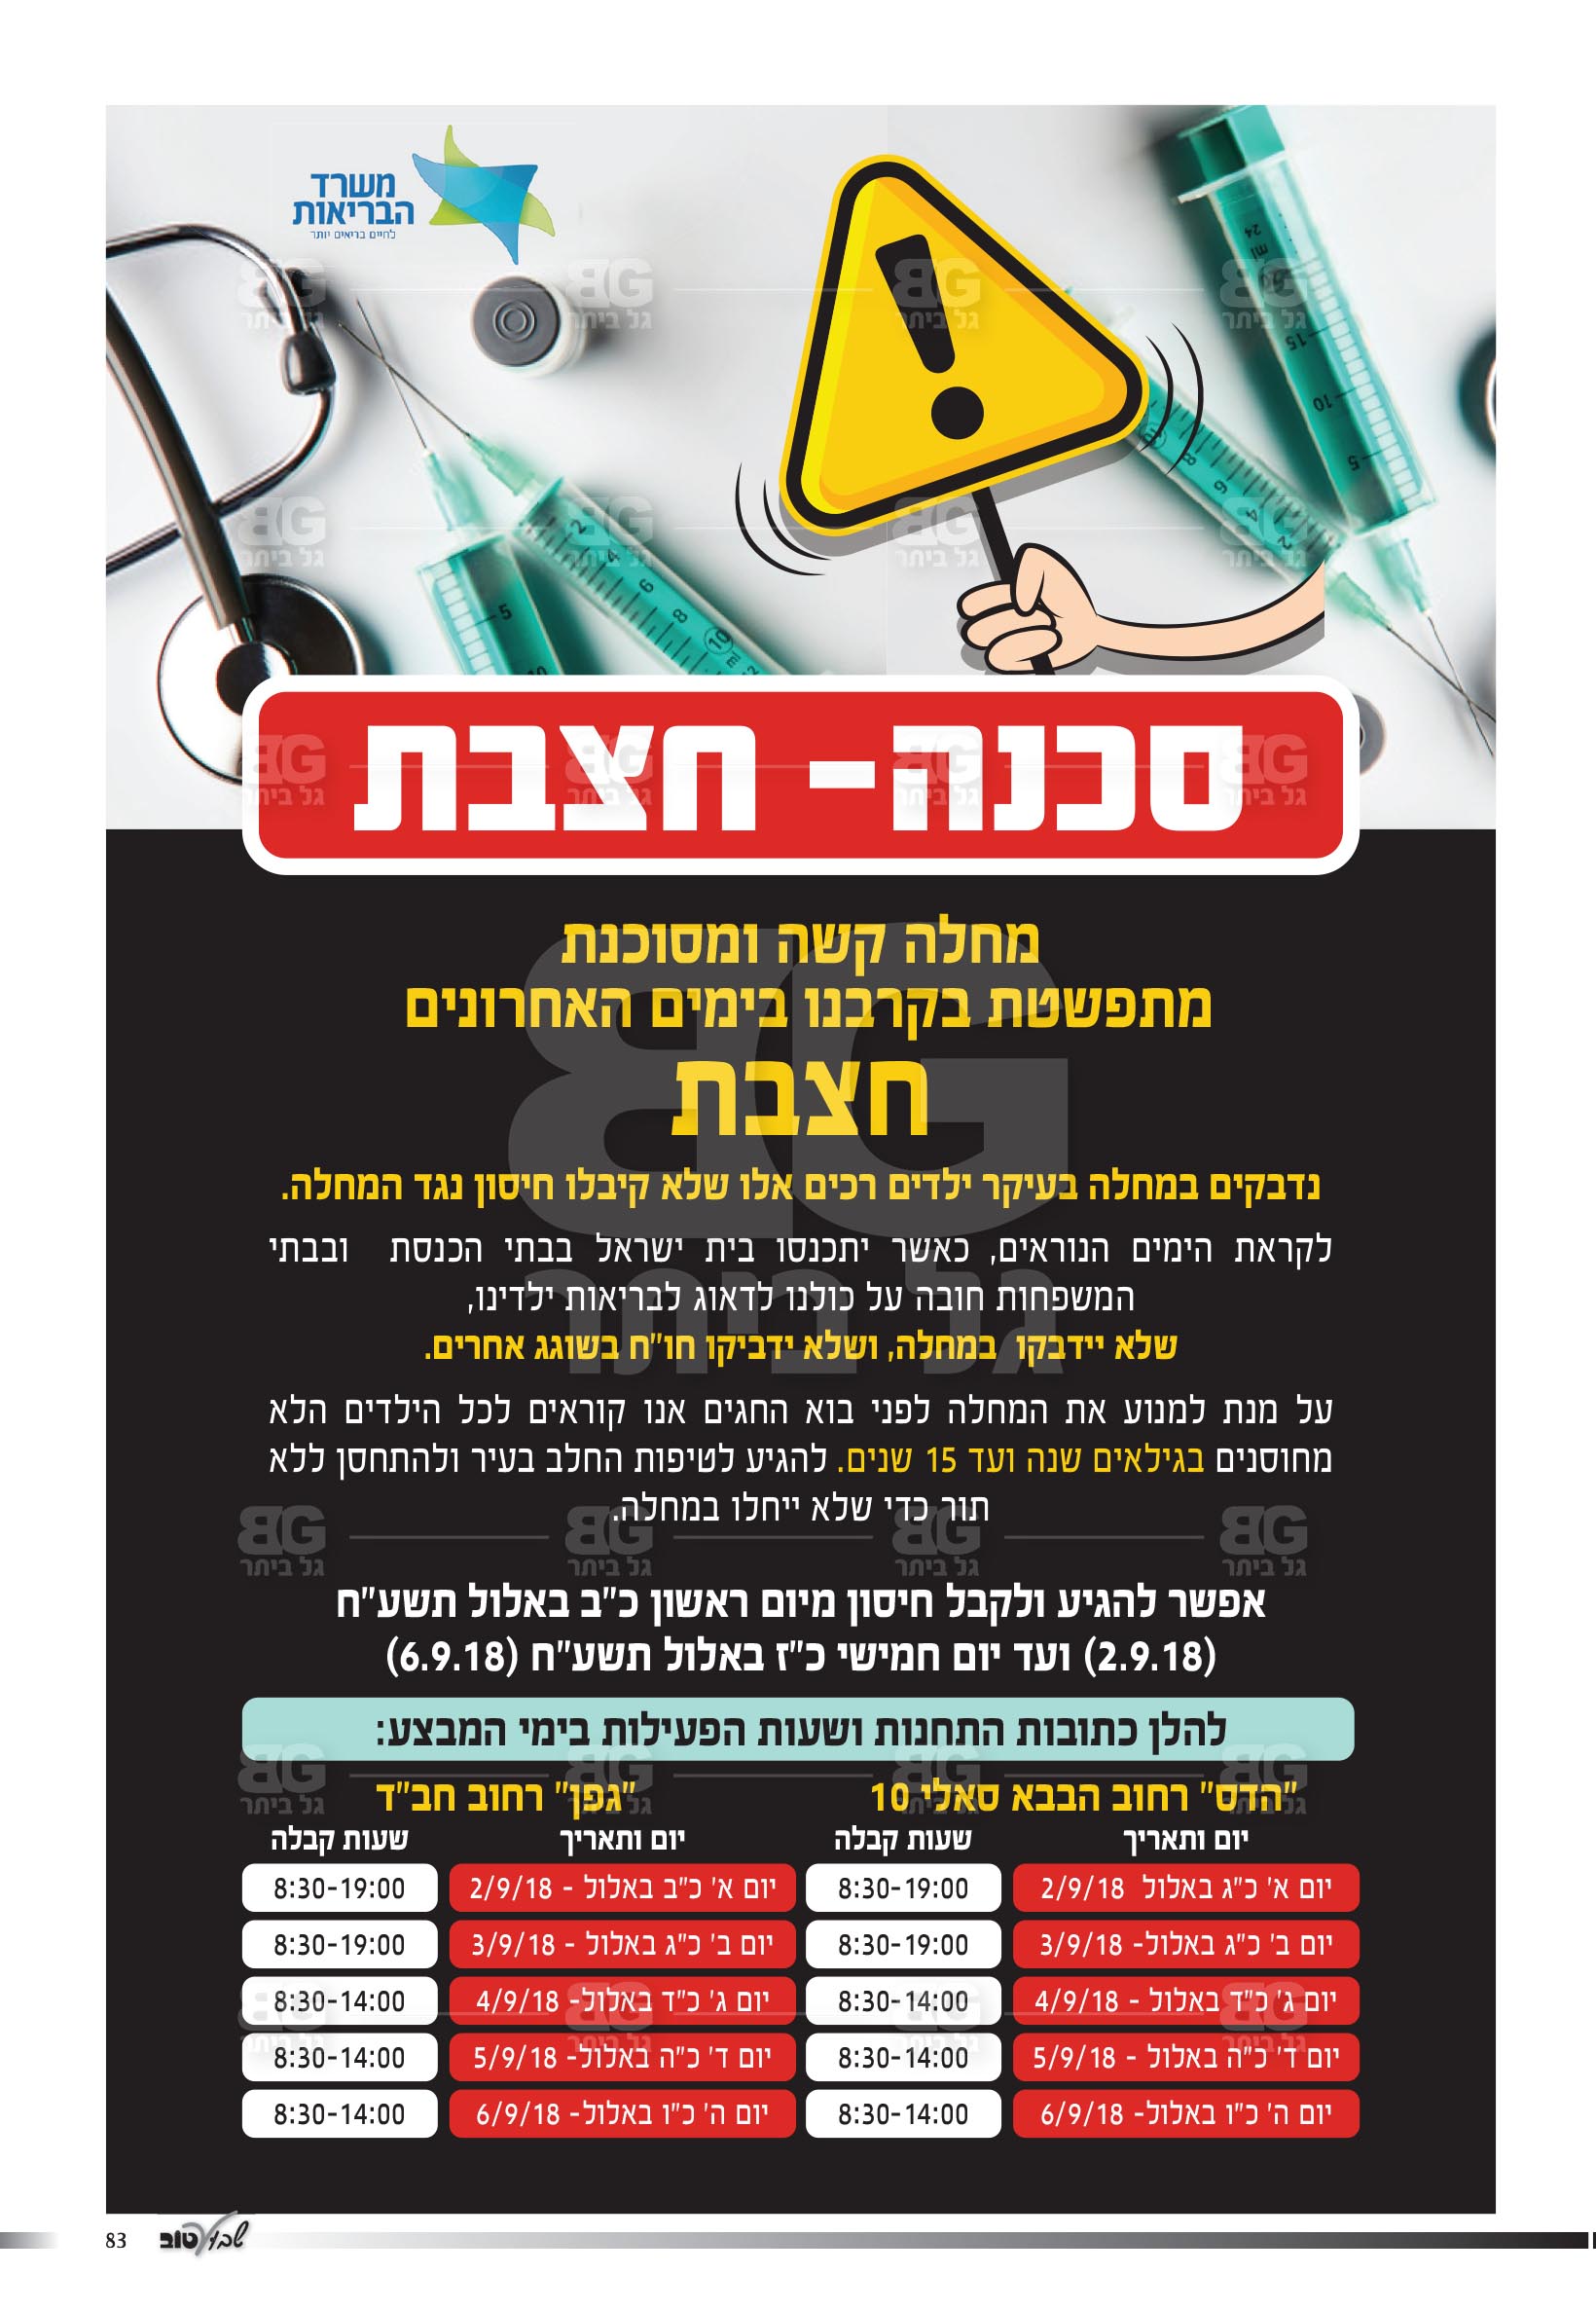 משרד
הבריאות
לחיים בריאים יותר
סכנה- חצבת
מחלה קשה ומסוכנת
מתפשטת בקרבנו בימים האחרונים
חצבת
נדבקים במחלה בעיקר ילדים רכים אלו שלא קיבלו חיסון נגד המחלה.
לקראת הימים הנוראים, כאשר יתכנסו בית ישראל בבתי הכנסת ובבתי
המשפחות חובה על כולנו לדאוג לבריאות ילדינו,
שלא יידבקו במחלה, ושלא ידביקו חו"ח בשוגג אחרים.
על מנת למנוע את המחלה לפני בוא החגים אנו קוראים לכל הילדים הלא
מחוסנים בגילאים שנה ועד 15 שנים. להגיע לטיפות החלב בעיר ולהתחסן ללא
תור כדי שלא ייחלו במחלה.
אפשר להגיע ולקבל חיסון מיום ראשון כ"ב באלול תשע"ח
(2.9.18) ועד יום חמישי כ"ז באלול תשע"ח (6.9.18)
להלן כתובות התחנות ושעות הפעילות בימי המבצע:
"הדס" רחוב הבבא סאלי 10
יום ותאריך שעות קבלה
יום א' כ"ג באלול 2/9/18 8:30-19:00
יום ב' כ"ג באלול- 3/9/18 8:30-19:00
יום ג' כ"ד באלול - 4/9/18 8:30-14:00
יום ד' כ"ה באלול - 5/9/18 8:30-14:00
יום ה' כ"ו באלול- 6/9/18 8:30-14:00
"גפן" רחוב חב"ד
יום ותאריך שעות קבלה
יום א' כ"ב באלול - 2/9/18 8:30-19:00
יום ב' כ"ג באלול - 3/9/18 8:30-19:00
יום ג' כ"ד באלול- 4/9/18 8:30-14:00
יום ד' כ"ה באלול- 5/9/18 8:30-14:00
יום ה' כ"ו באלול- 6/9/18 8:30-14:00
שבוע טוב
83
BG
גל ביתר